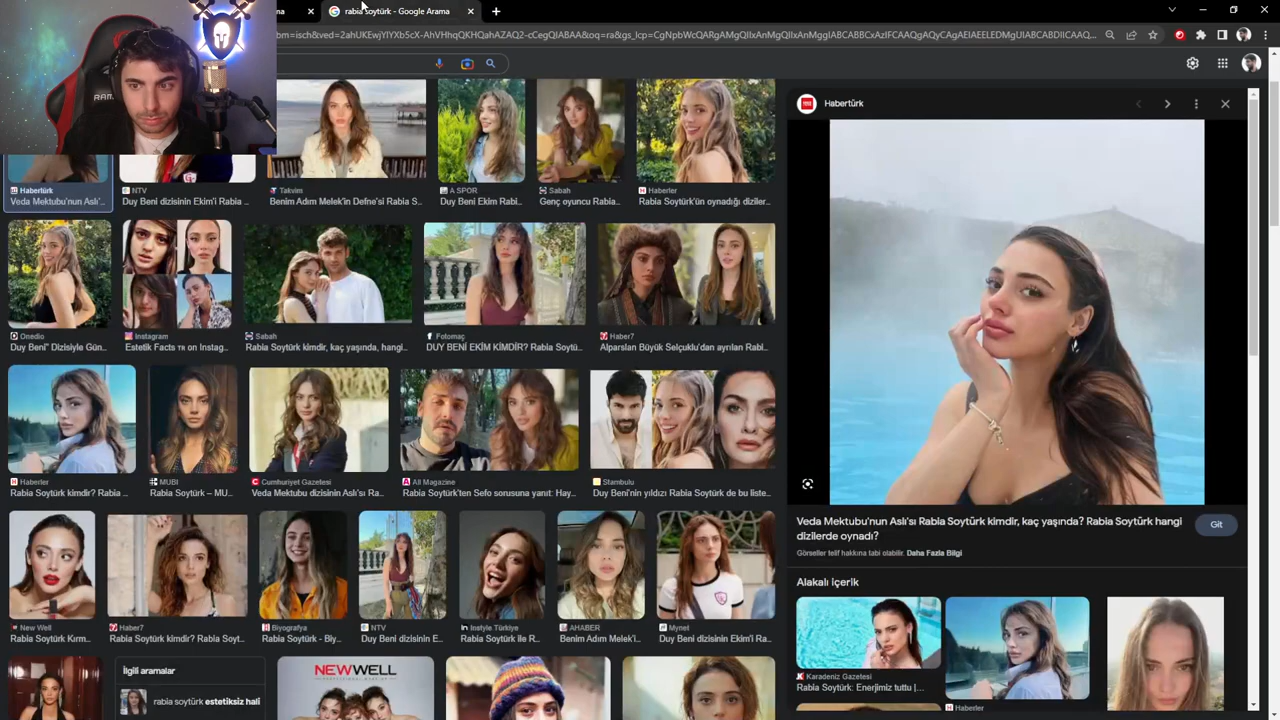 rabia Soytürk - Google Arama
Habertürk
Habertürk
Veda Mektubu'nun Aslı'...
NTV
Duy Beni dizisinin Ekim'i Rabia ...
Takvim
Benim Adım Melek'in Defne'si Rabia S...
A SPOR
Duy Beni Ekim Rabi...
Sabah
Genç oyuncu Rabia...
Haberler
Rabia Soytürk'ün oynadığı diziler...
Onedio
Duy Beni" Dizisiyle Gün...
Instagram
Estetik Facts TR on Instag...
Sabah
Rabia Soytürk kimdir, kaç yaşında, hangi...
Fotomaç
DUY BENİ EKİM KİMDİR? Rabia Soytü...
Haber7
Alparslan Büyük Selçuklu'dan ayrılan Rabi...
Haberler
Rabia Soytürk kimdir? Rabia ...
MUBI
Rabia Soytürk – MU...
Cumhuriyet Gazetesi
Veda Mektubu dizisinin Aslı'sı Ra...
All Magazine
Rabia Soytürk'ten Sefo sorusuna yanıt: Hay...
Stambulu
Duy Beni'nin yıldızı Rabia Soytürk de bu liste...
Veda Mektubu'nun Aslı'sı Rabia Soytürk kimdir, kaç yaşında? Rabia Soytürk hangi
dizilerde oynadı?
Git
Görseller telif hakkına tabi olabilir. Daha Fazla Bilgi
Alakalı içerik
New Well
Rabia Soytürk Kırm...
Haber7
Rabia Soytürk kimdir? Rabia Soyt...
Biyografya
Rabia Soytürk - Biy...
NTV
Duy Beni dizisinin E...
Instyle Türkiye
Rabia Soytürk ile R...
AHABER
Benim Adım Melek'i...
Mynet
Duy Beni dizisinin Ekim'i Ra...
Karadeniz Gazetesi
Rabia Soytürk: Enerjimiz tuttu |...
Haberler
İlgili aramalar
rabia soytürk estetiksiz hali
NEWWELL